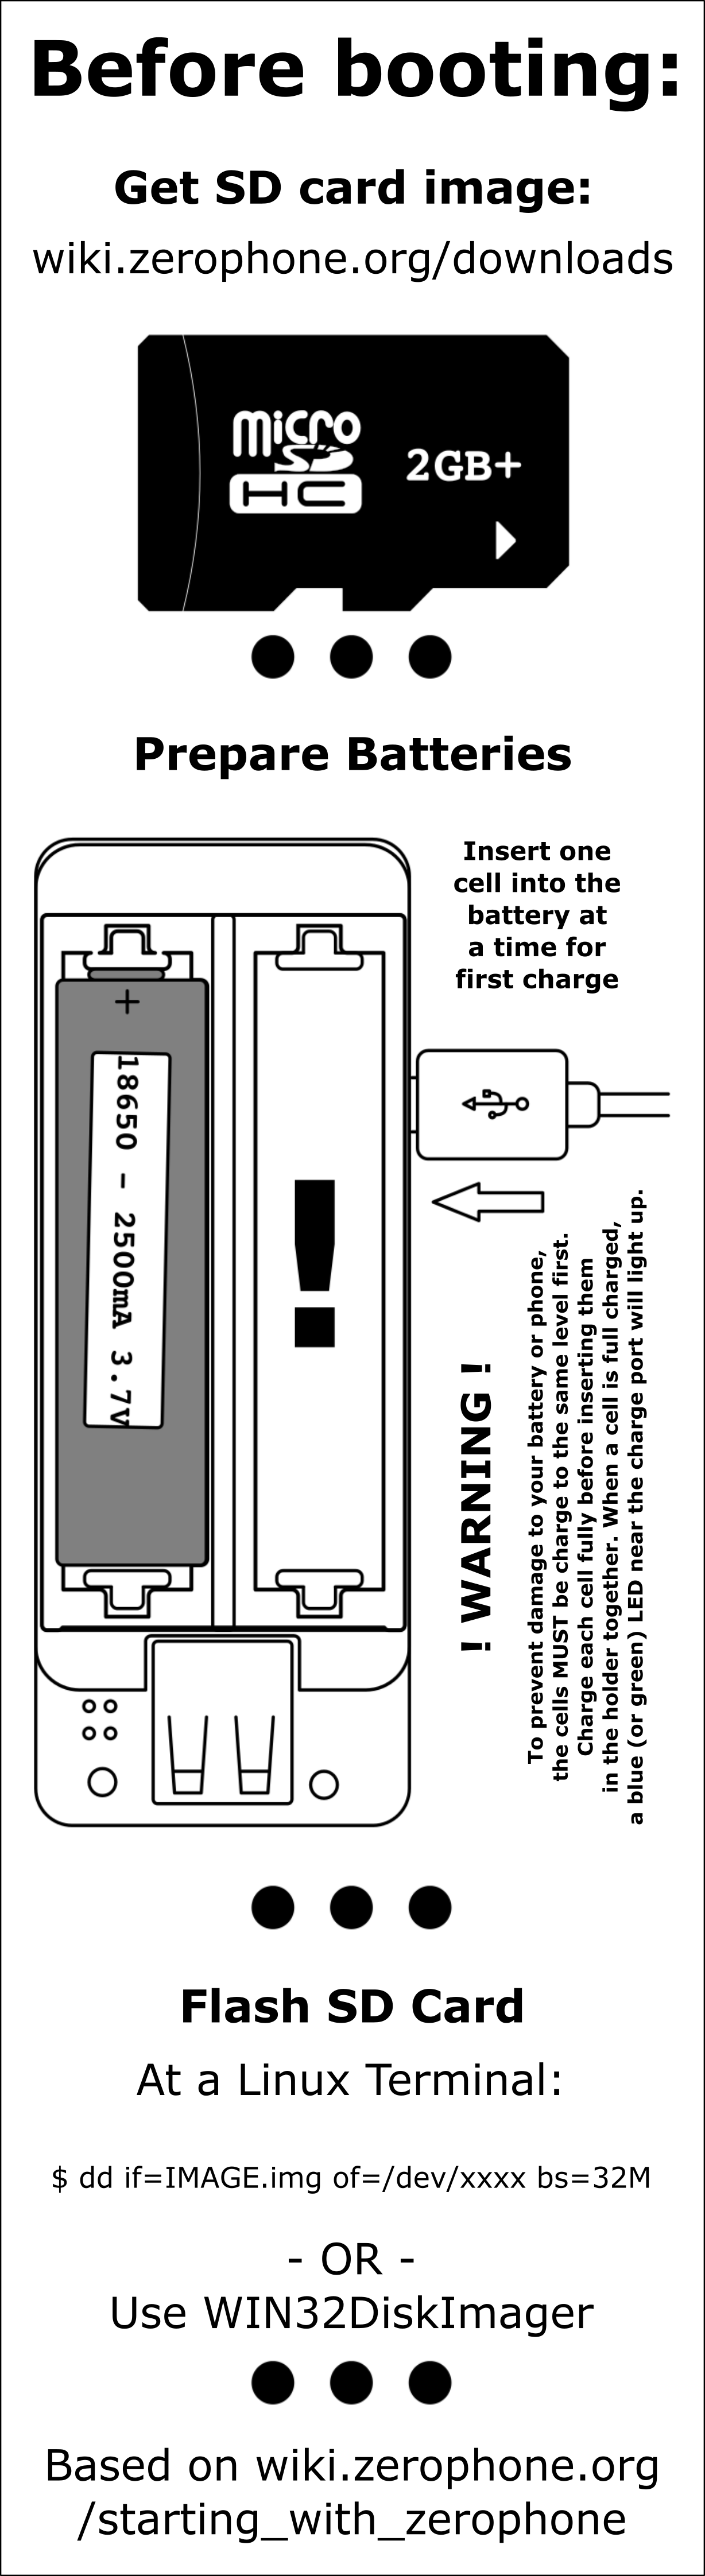 Before booting:
Get SD card image:
wiki.zerophone.org/downloads
micro
SD
HC
2GB+
Prepare Batteries
Insert one
cell into the
battery at
a time for
first charge
+
18650 - 2500mA 3.7V
!
! WARNING !
To prevent damage to your battery or phone,
the cells MUST be charge to the same level first.
Charge each cell fully before inserting them
in the holder together. When a cell is full charged,
a blue (or green) LED near the charge port will light up.
Flash SD Card
At a Linux Terminal:
$ dd if=IMAGE.img of=/dev/xxxx bs=32M
- OR -
Use WIN32DiskImager
Based on wiki.zerophone.org
/starting_with_zerophone